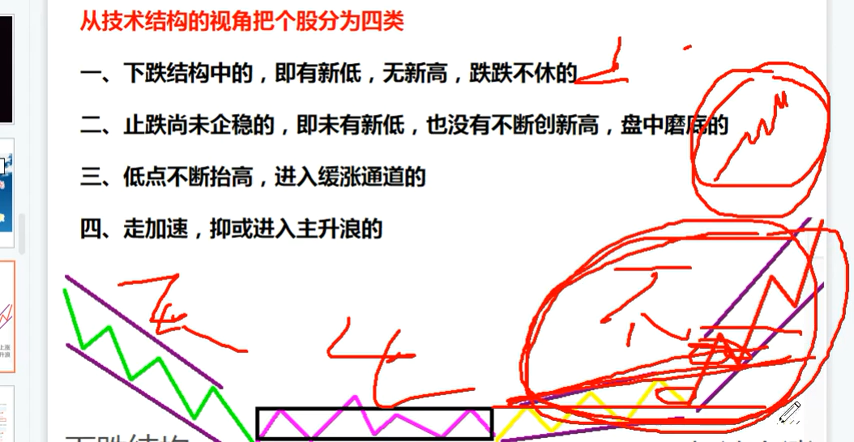 从技术结构的视角把个股分为四类
一、下跌结构中的，即有新低，无新高，跌跌不休的
二、止跌尚未企稳的，即未有新低，也没有不断创新高，盘中磨底的
三、低点不断抬高，进入缓涨通道的
四、走加速，抑或进入主升浪的
下跌结构